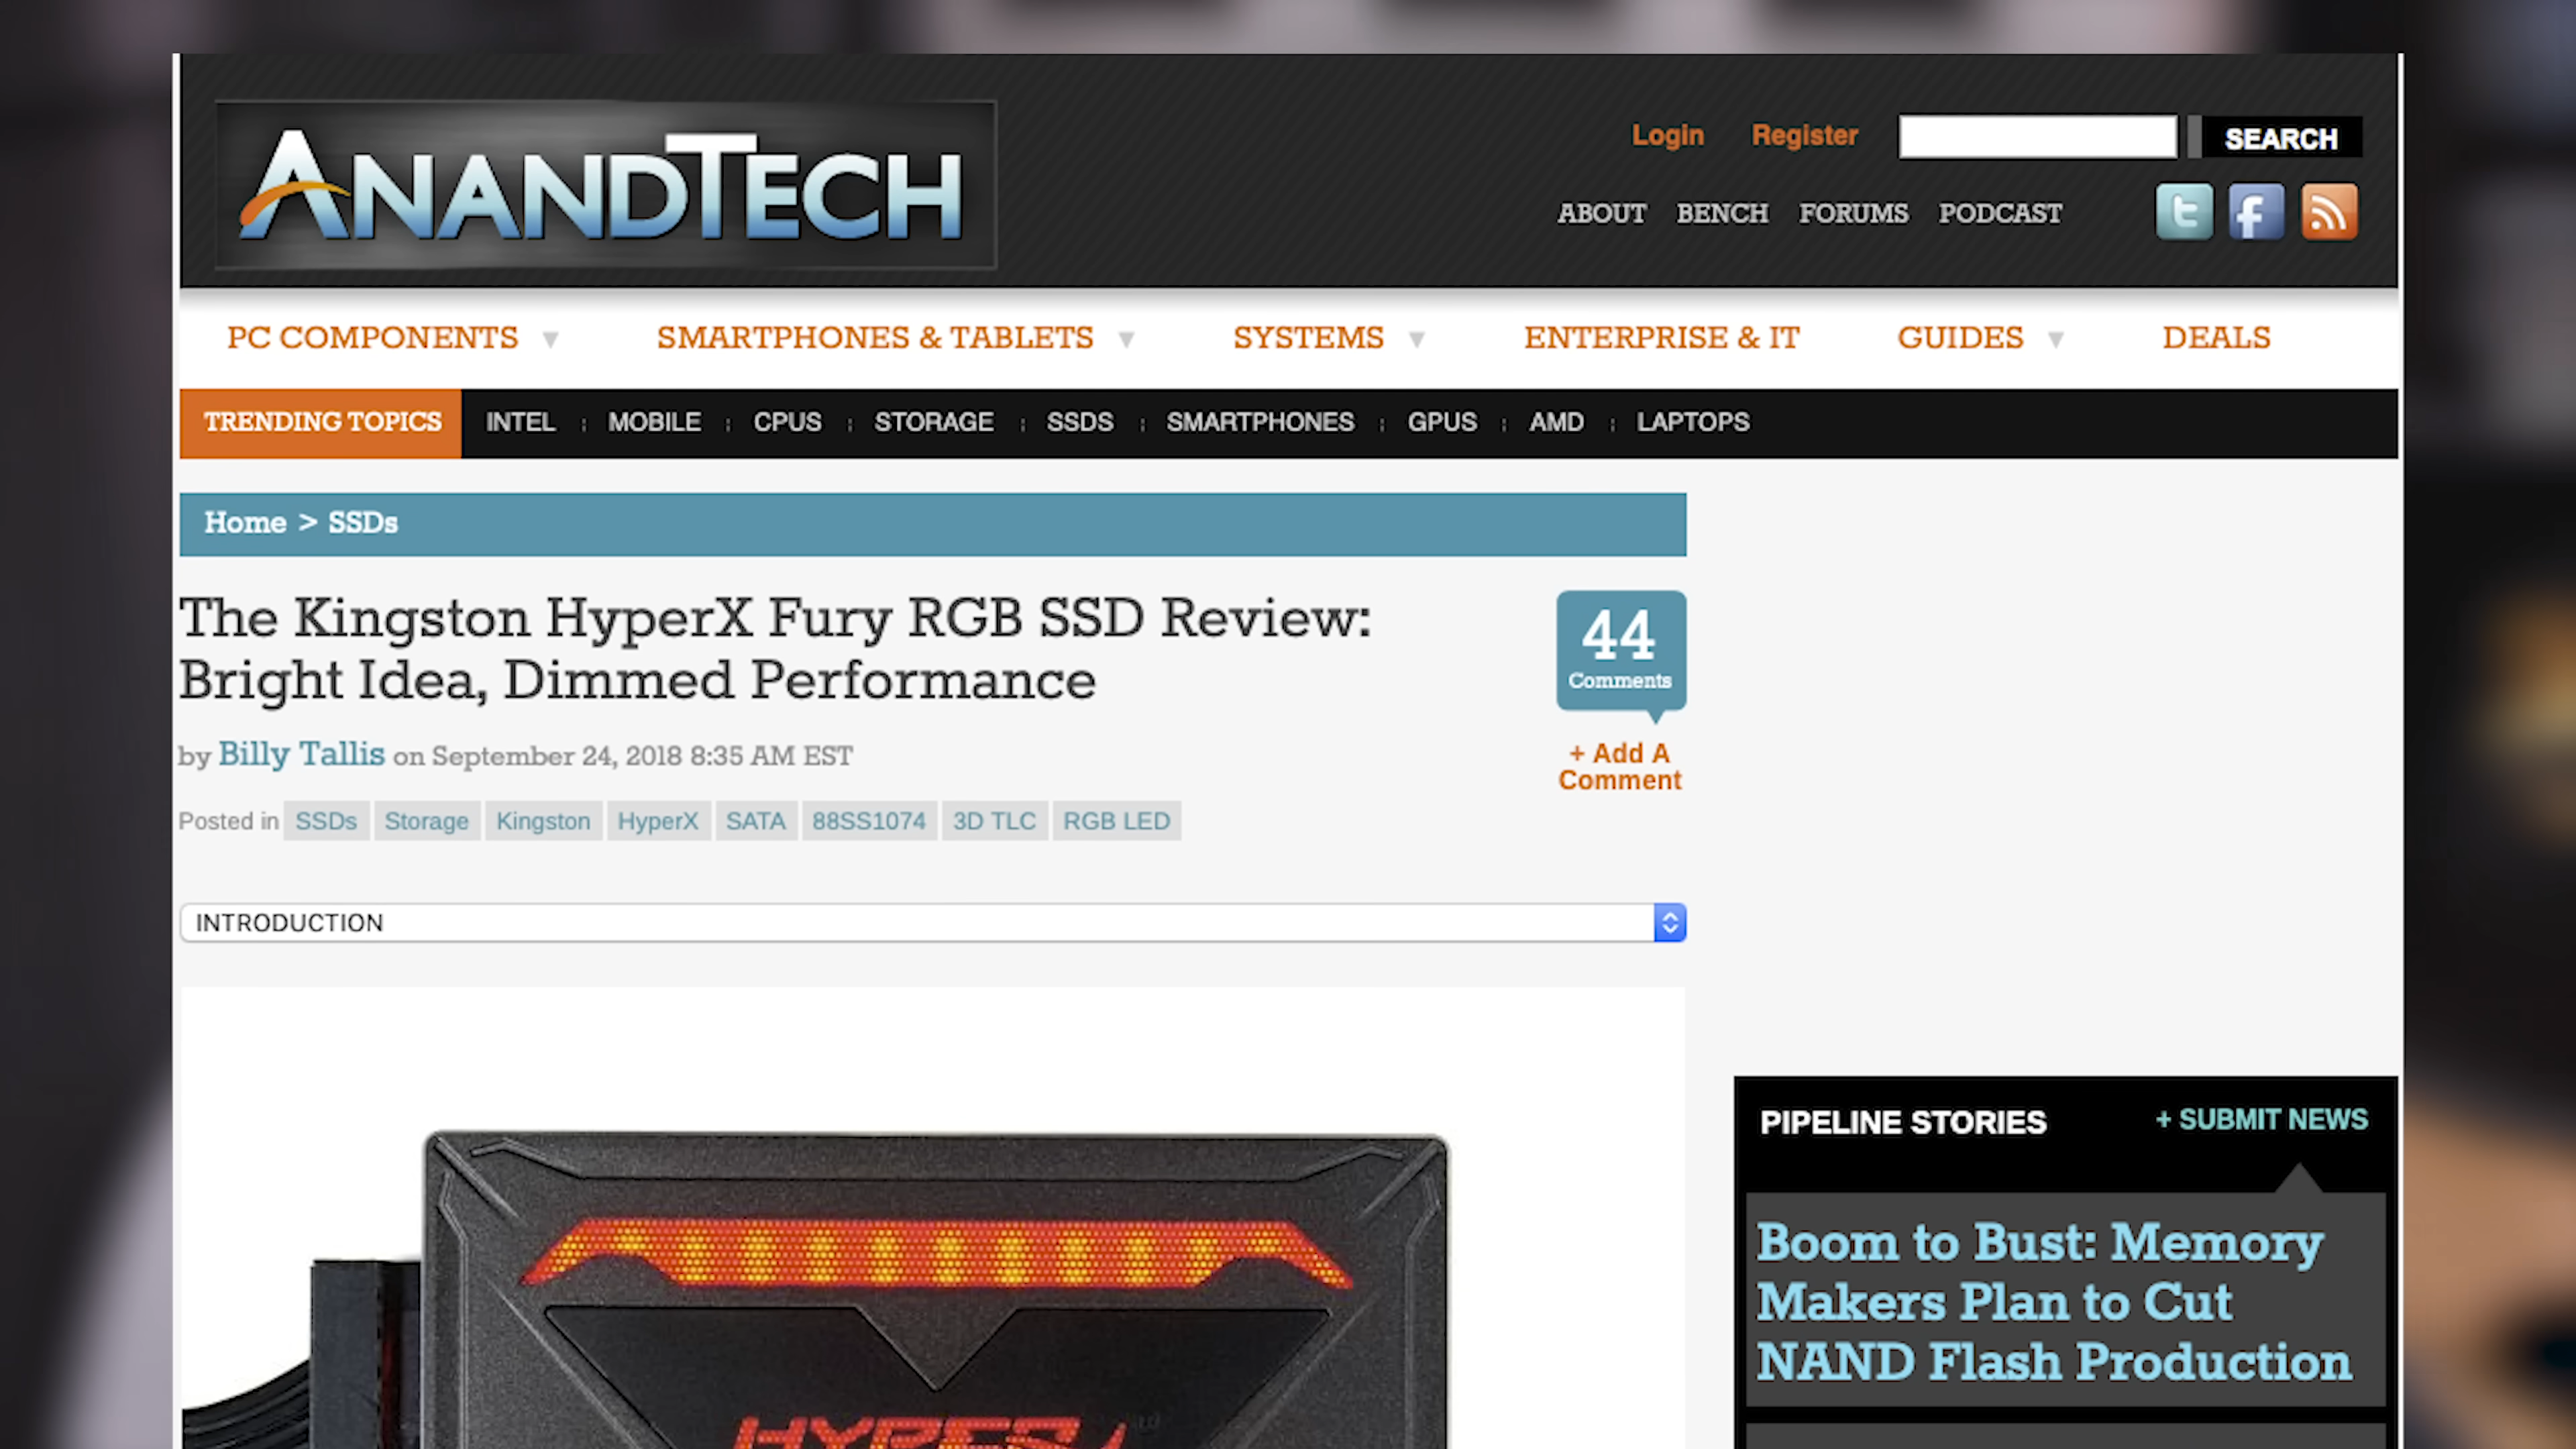 ANANDTECH
Login Register SEARCH
ABOUT BENCH FORUMS PODCAST
PC COMPONENTS SMARTPHONES & TABLETS SYSTEMS ENTERPRISE & IT GUIDES DEALS
TRENDING TOPICS INTEL MOBILE CPUS STORAGE SSDS SMARTPHONES GPUS AMD LAPTOPS
Home > SSDs
The Kingston HyperX Fury RGB SSD Review:
Bright Idea, Dimmed Performance
44
Comments
by Billy Tallis on September 24, 2018 8:35 AM EST
+ Add A
Comment
Posted in SSDs Storage Kingston HyperX SATA 88SS1074 3D TLC RGB LED
INTRODUCTION
HYPER
PIPELINE STORIES + SUBMIT NEWS
Boom to Bust: Memory
Makers Plan to Cut
NAND Flash Production